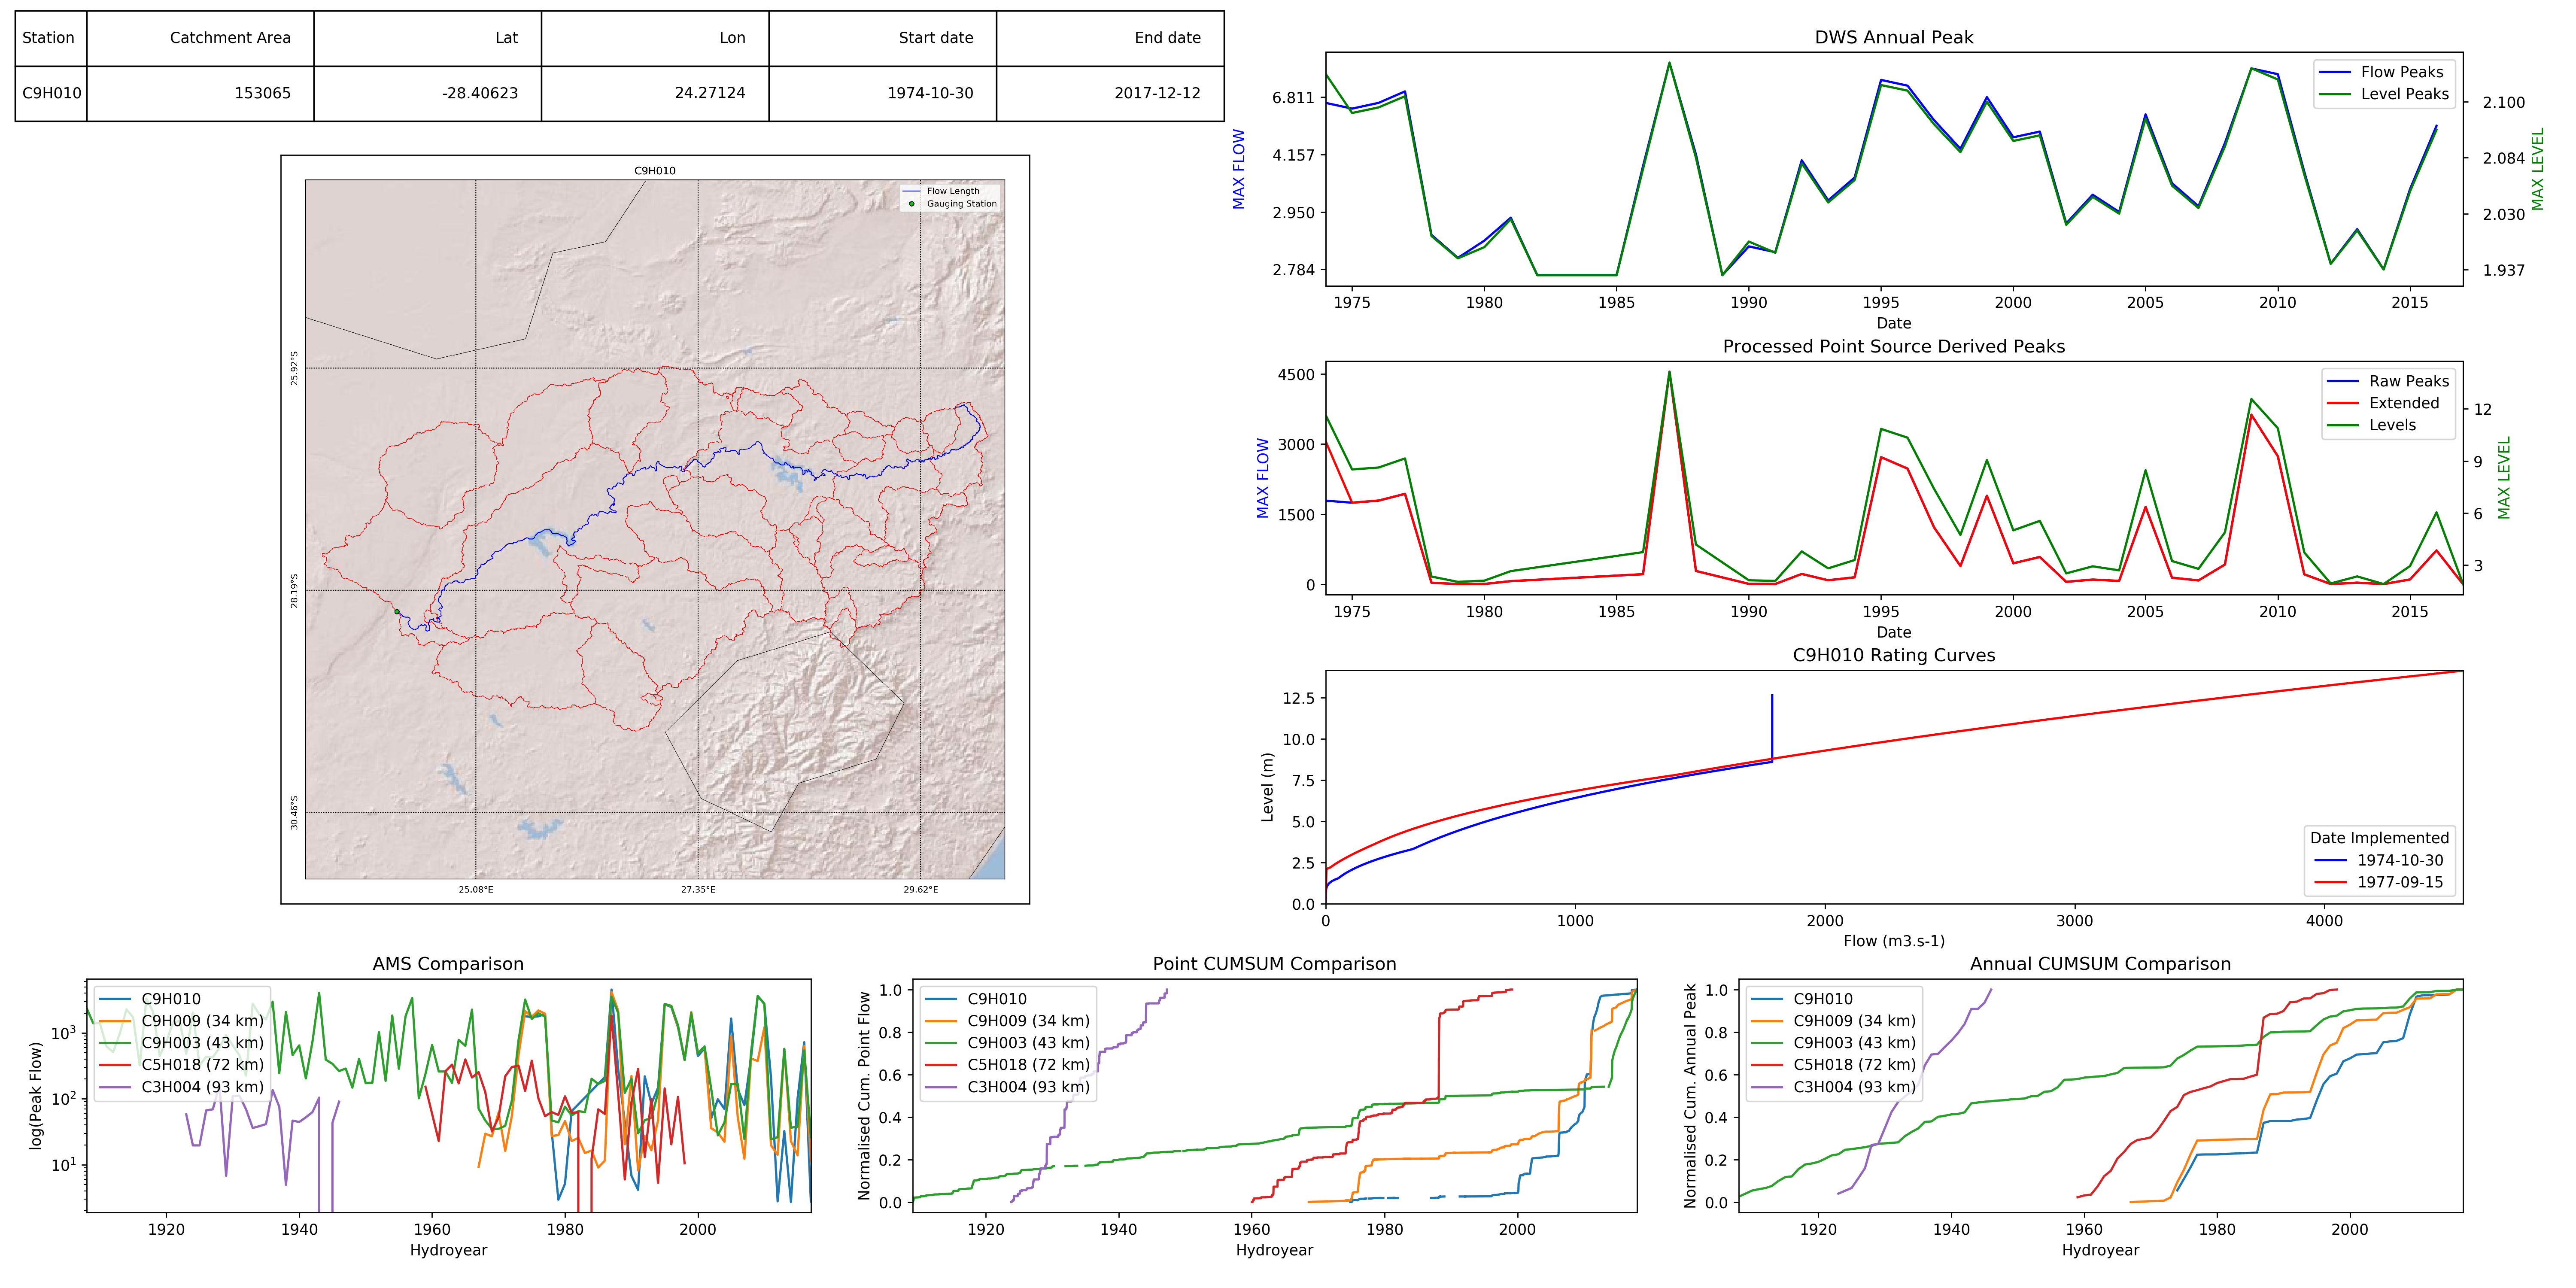 Station Catchment Area Lat Lon Start date End date
C9H010 153065 -28.40623 24.27124 1974-10-30 2017-12-12
C9H010
Flow Length
Gauging Station
25.92°S
28.19°S
30.46°S
25.08°E 27.35°E 29.62°E
DWS Annual Peak
Flow Peaks
Level Peaks
MAX FLOW
6.811
4.157
2.950
2.784
2.100
2.084
2.030
1.937
MAX LEVEL
1975 1980 1985 1990 1995 2000 2005 2010 2015
Date
Processed Point Source Derived Peaks
Raw Peaks
Extended
Levels
MAX FLOW
4500
3000
1500
0
12
9
6
3
MAX LEVEL
1975 1980 1985 1990 1995 2000 2005 2010 2015
Date
C9H010 Rating Curves
Level (m)
12.5
10.0
7.5
5.0
2.5
0.0
Date Implemented
1974-10-30
1977-09-15
0 1000 2000 3000 4000
Flow (m3.s-1)
AMS Comparison
C9H010
C9H009 (34 km)
C9H003 (43 km)
C5H018 (72 km)
C3H004 (93 km)
log(Peak Flow)
10³
10²
10¹
1920 1940 1960 1980 2000
Hydroyear
Point CUMSUM Comparison
C9H010
C9H009 (34 km)
C9H003 (43 km)
C5H018 (72 km)
C3H004 (93 km)
Normalised Cum. Point Flow
1.0
0.8
0.6
0.4
0.2
0.0
1920 1940 1960 1980 2000
Hydroyear
Annual CUMSUM Comparison
C9H010
C9H009 (34 km)
C9H003 (43 km)
C5H018 (72 km)
C3H004 (93 km)
Normalised Cum. Annual Peak
1.0
0.8
0.6
0.4
0.2
0.0
1920 1940 1960 1980 2000
Hydroyear